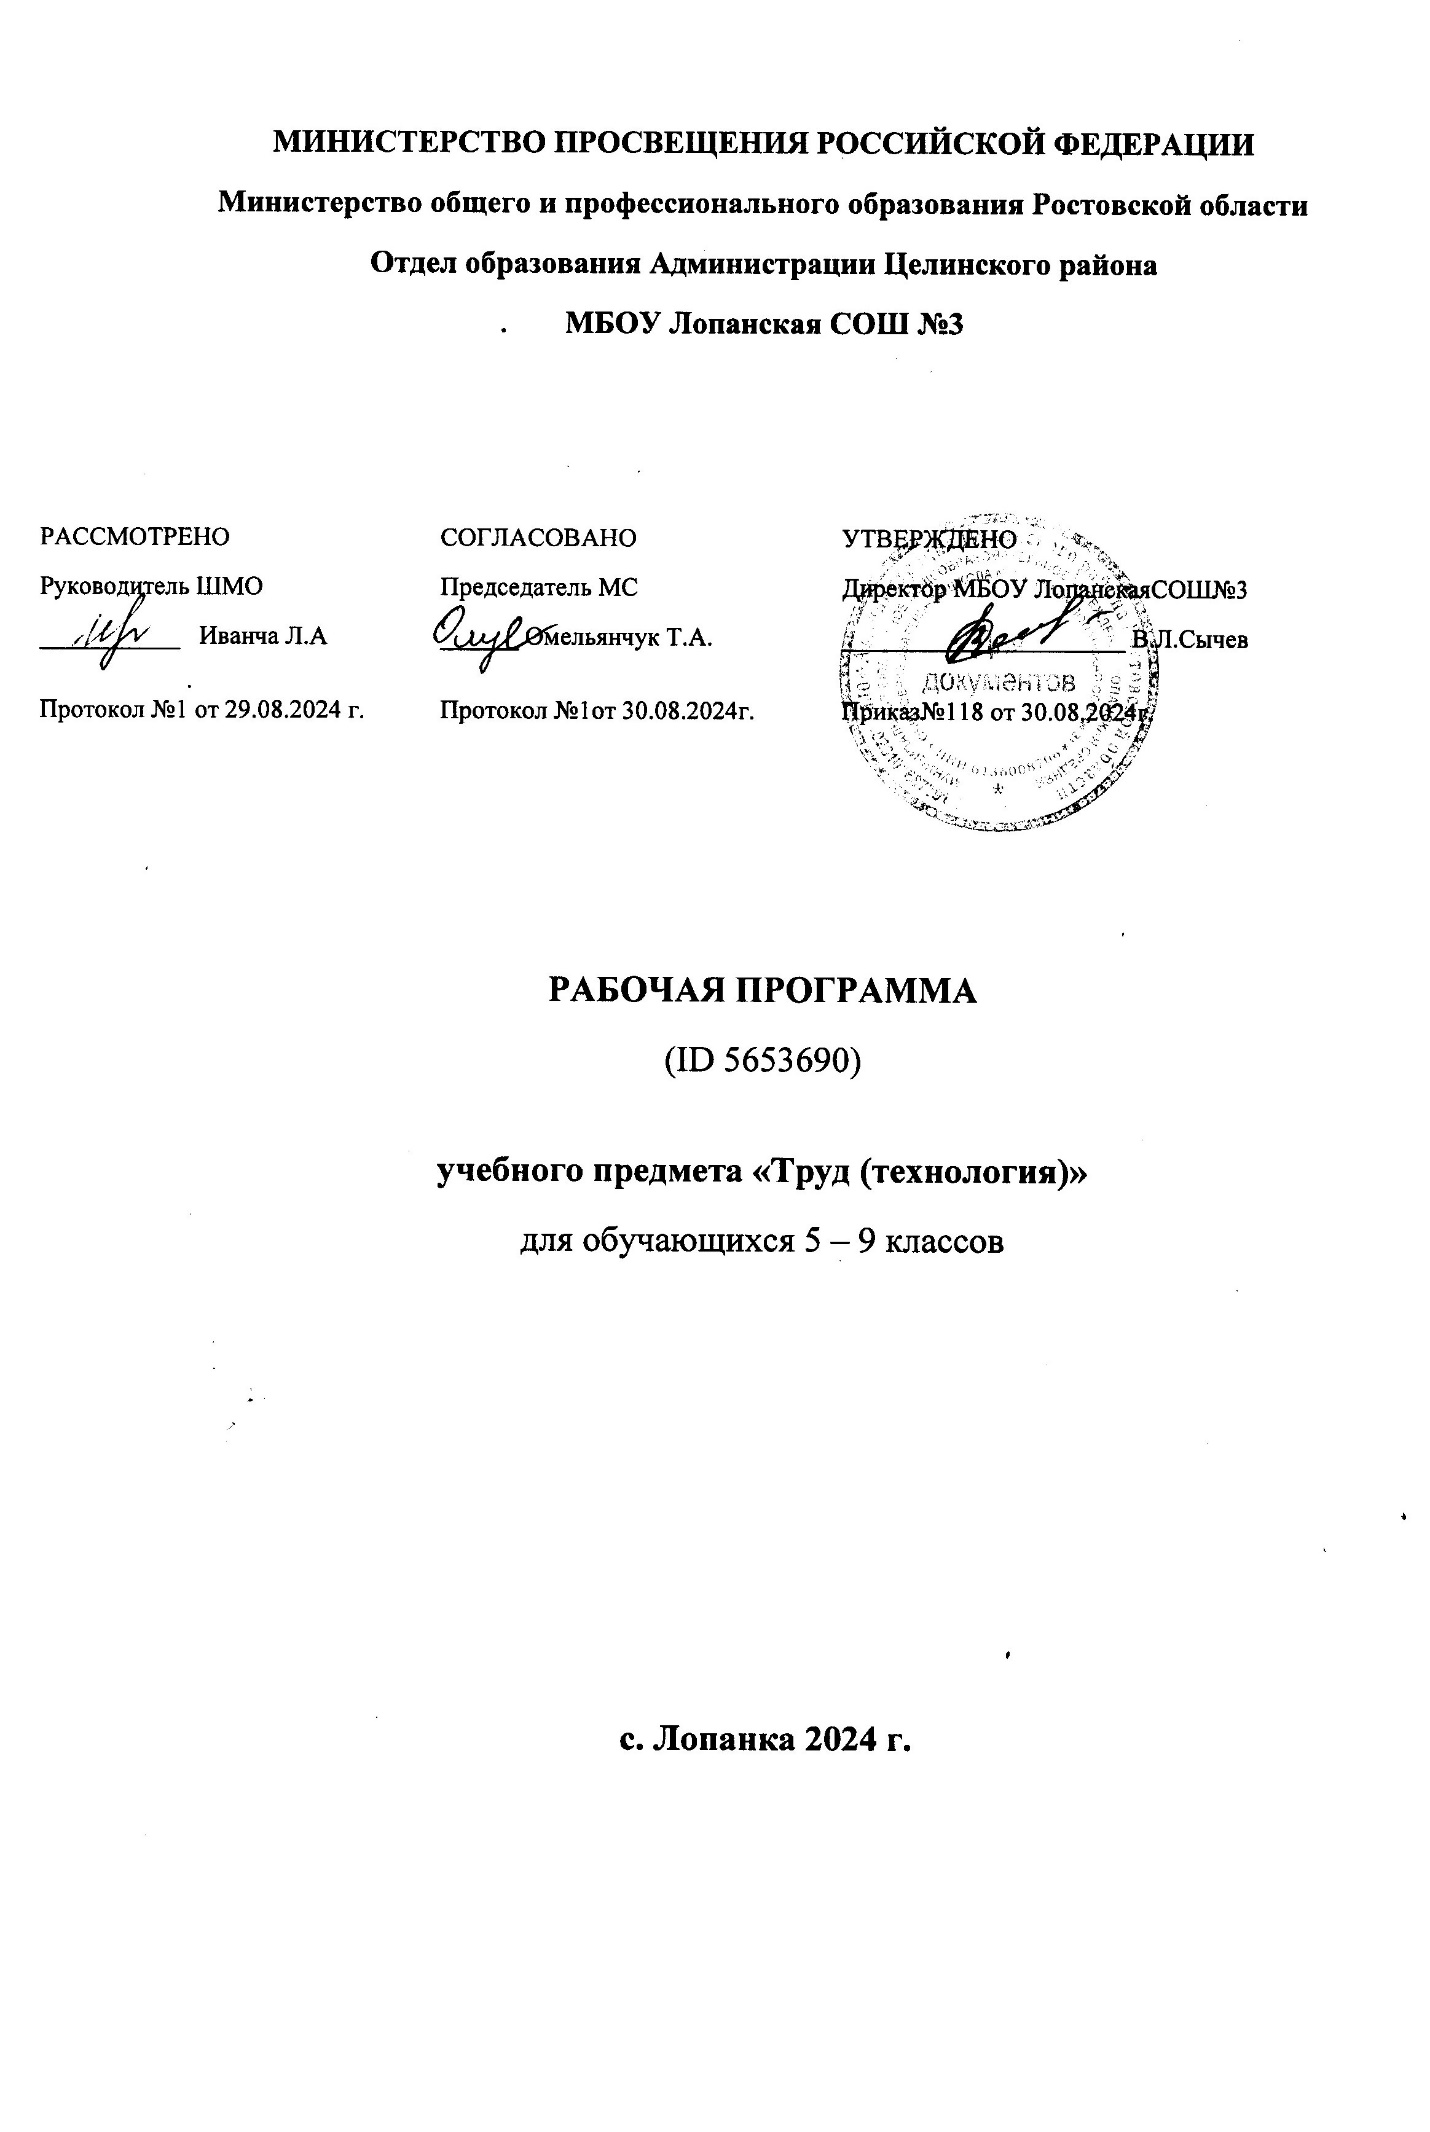 МИНИСТЕРСТВО ПРОСВЕЩЕНИЯ РОССИЙСКОЙ ФЕДЕРАЦИИ
Министерство общего и профессионального образования Ростовской области
Отдел образования Администрации Целинского района
МБОУ Лопанская СОШ №3
РАССМОТРЕНО
Руководитель ШМО
Иванча Л.А
Протокол №1 от 29.08.2024 г.
СОГЛАСОВАНО
Председатель МС
Омельянчук Т.А.
Протокол №1от 30.08.2024г.
УТВЕРЖДЕНО
Директор МБОУ ЛопанскаяСОШ№3
В.Л.Сычев
документов
Приказ№118 от 30.08.2024г.
РАБОЧАЯ ПРОГРАММА
(ID 5653690)
учебного предмета «Труд (технология)»
для обучающихся 5 – 9 классов
с. Лопанка 2024 г.